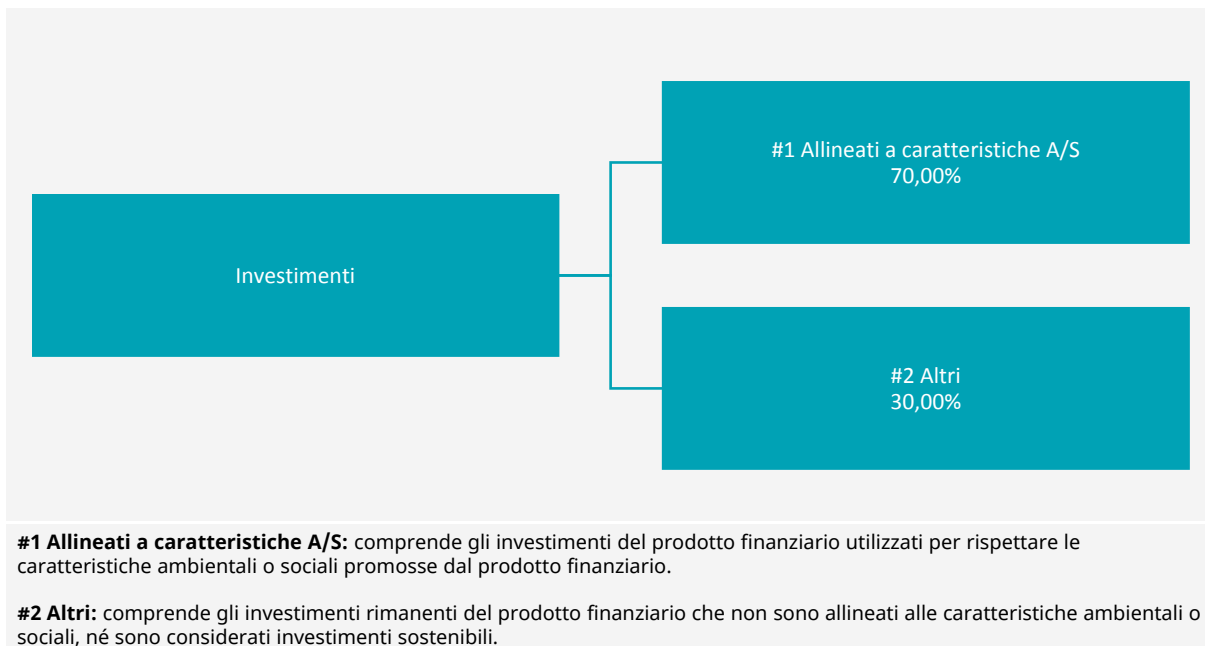 #1 Allineati a caratteristiche A/S
70,00%
Investimenti
#2 Altri
30,00%
#1 Allineati a caratteristiche A/S: comprende gli investimenti del prodotto finanziario utilizzati per rispettare le
caratteristiche ambientali o sociali promosse dal prodotto finanziario.
#2 Altri: comprende gli investimenti rimanenti del prodotto finanziario che non sono allineati alle caratteristiche ambientali o
sociali, né sono considerati investimenti sostenibili.